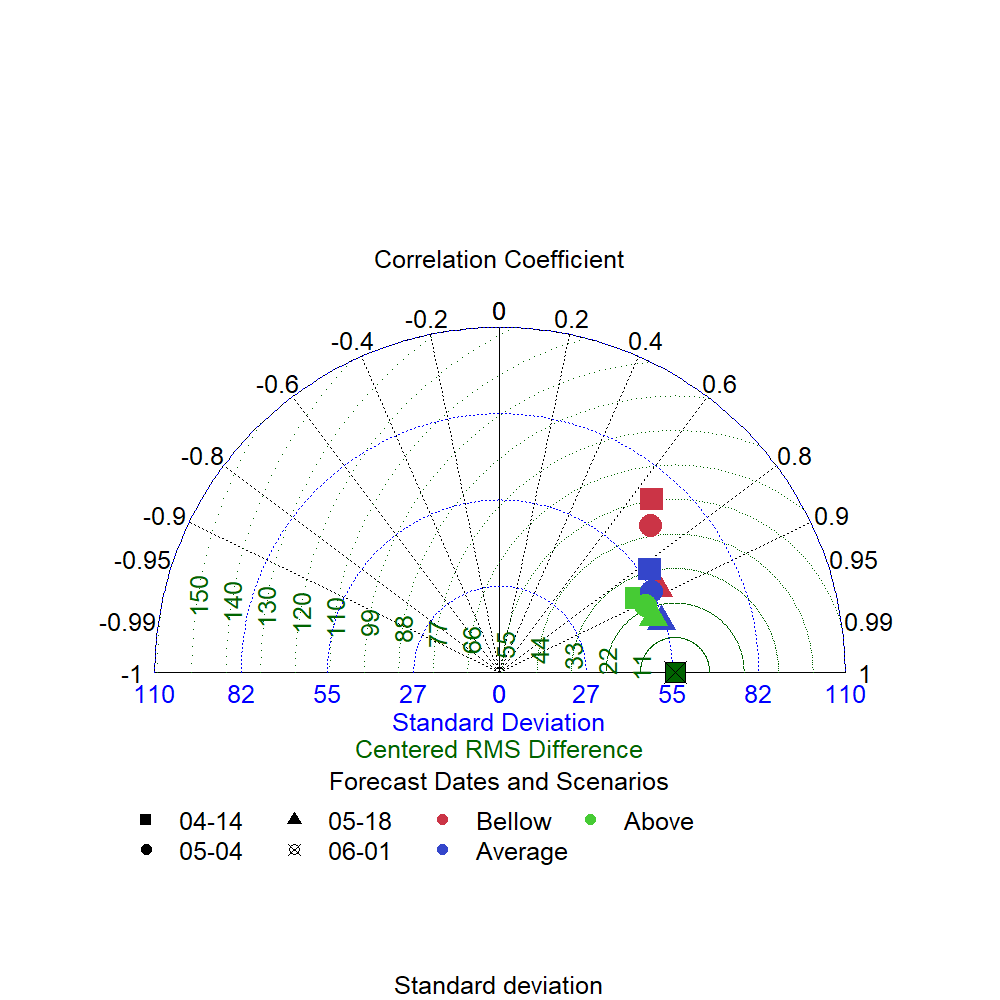 Correlation Coefficient
0
-0.2 0.2
-0.4 0.4
-0.6 0.6
-0.8 0.8
-0.9 0.9
-0.95 0.95
-0.99 0.99
150 140 130 120 110 99 88 77 66 55 44 33 22 11
-1 1
110 82 55 27 0 27 55 82 110
Standard Deviation
Centered RMS Difference
Forecast Dates and Scenarios
04-14 05-18 Bellow Above
05-04 06-01 Average
Standard deviation